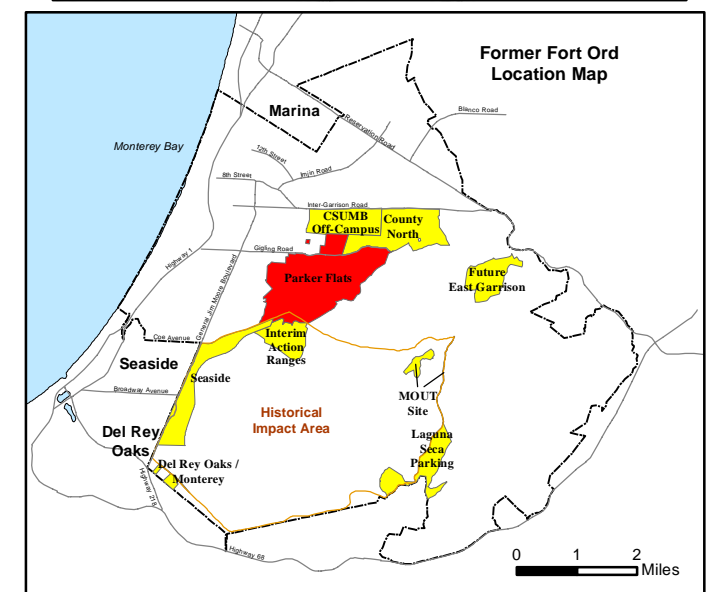 Former Fort Ord
Location Map
Marina
Blanco Road
Reservation Road
Monterey Bay
12th Street
Imjin Road
8th Street
Inter-Garrison Road
CSUMB
Off-Campus
County
North
Gigling Road
Highway 1
General Jim Moore Boulevard
Parker Flats
Future
East Garrison
Coe Avenue
Interim
Action
Ranges
Seaside
Seaside
Broadway Avenue
MOUT
Site
Historical
Impact Area
Del Rey
Oaks
Laguna
Seca
Parking
Del Rey Oaks /
Monterey
Highway 218
Highway 68
0 1 2
Miles